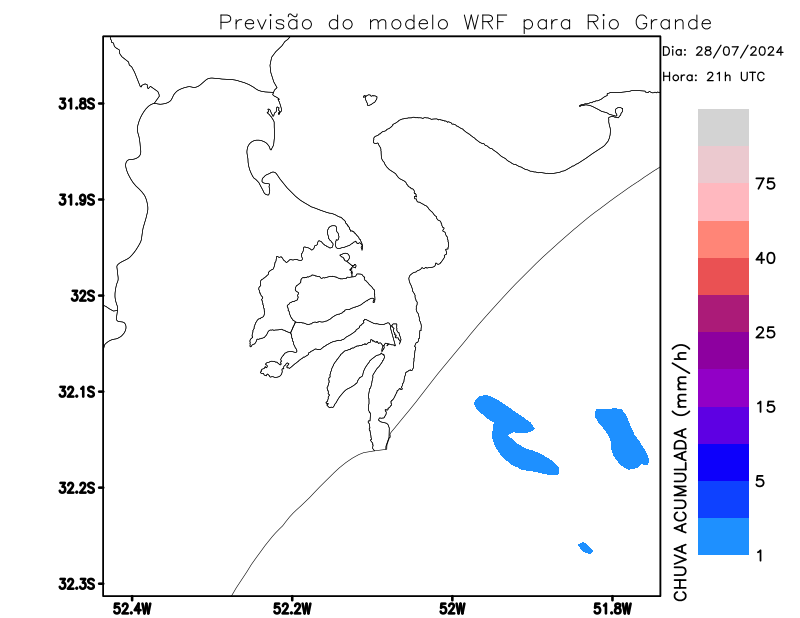 Previsão do modelo WRF para Rio Grande
Dia: 28/07/2024
Hora: 21h UTC
31.8S
31.9S
32S
32.1S
32.2S
32.3S
52.4W
52.2W
52W
51.8W
75
40
25
15
5
1
CHUVA ACUMULADA (mm/h)